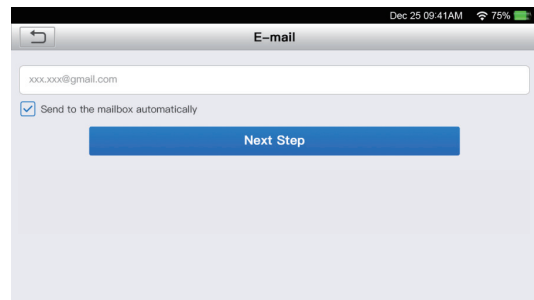 Dec 25 09:41AM 75%
E-mail
xxx.xxx@gmail.com
Send to the mailbox automatically
Next Step